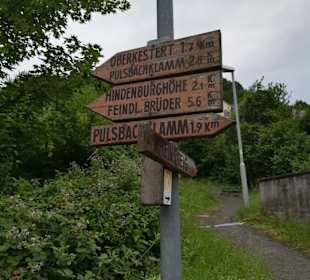 OBERKESTERT 1.7 Km
PULSBACHKLAMM 2.8 Km
HINDENBURGHÖHE 2.1 Km
FEINDL. BRÜDER 5.6 Km
PULSBACHKLAMM 1.9 Km